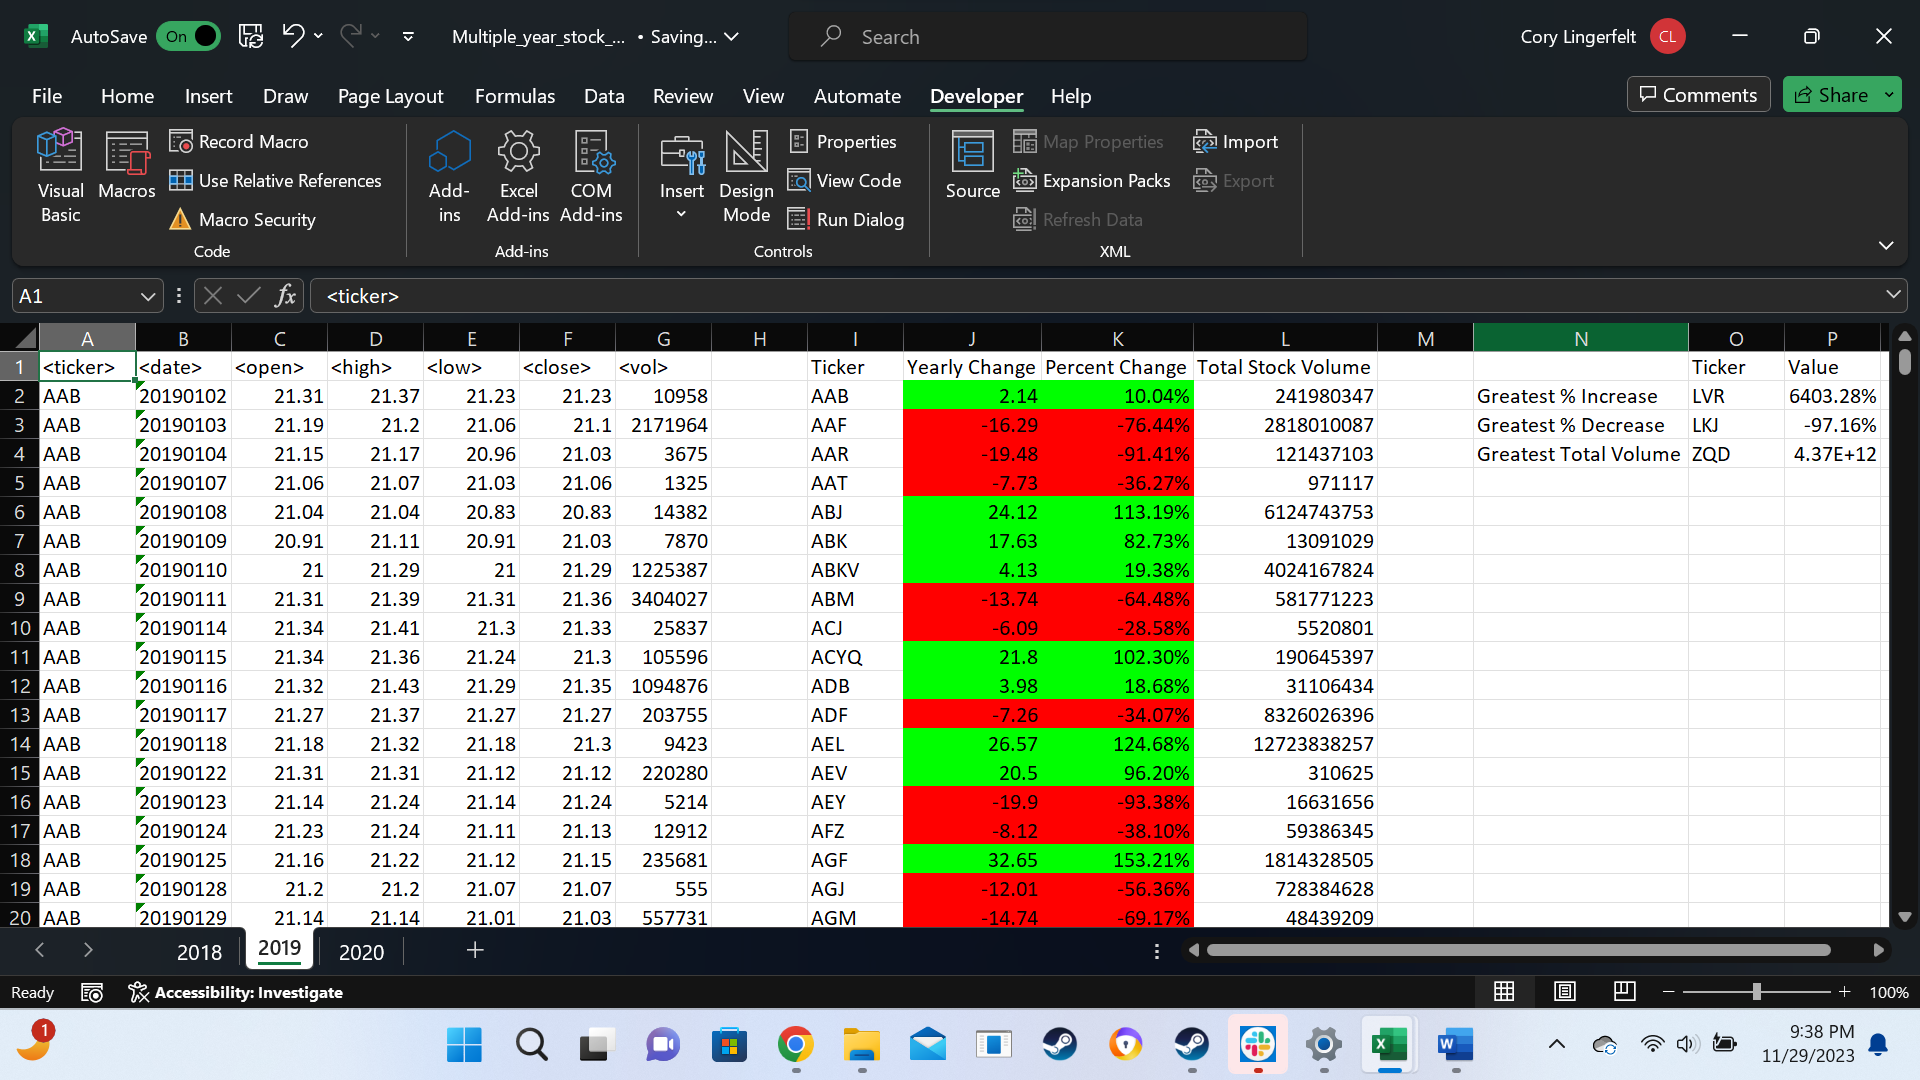 AutoSave On Multiple_year_stock_... • Saving... Search Cory Lingerfelt CL
File Home Insert Draw Page Layout Formulas Data Review View Automate Developer Help Comments Share
Visual Basic
Macros
Record Macro
Use Relative References
Macro Security
Code
Add-ins
Excel Add-ins
COM Add-ins
Add-ins
Insert
Design Mode
Properties
View Code
Run Dialog
Controls
Source
Map Properties
Expansion Packs
Refresh Data
Import
Export
XML
A1 fx <ticker>
A B C D E F G H I J K L M N O P
1 <ticker> <date> <open> <high> <low> <close> <vol> Ticker Yearly Change Percent Change Total Stock Volume Ticker Value
2 AAB 20190102 21.31 21.37 21.23 21.23 10958 AAB 2.14 10.04% 241980347 Greatest % Increase LVR 6403.28%
3 AAB 20190103 21.19 21.2 21.06 21.1 2171964 AAF -16.29 -76.44% 2818010087 Greatest % Decrease LKJ -97.16%
4 AAB 20190104 21.15 21.17 20.96 21.03 3675 AAR -19.48 -91.41% 121437103 Greatest Total Volume ZQD 4.37E+12
5 AAB 20190107 21.06 21.07 21.03 21.06 1325 AAT -7.73 -36.27% 971117
6 AAB 20190108 21.04 21.04 20.83 20.83 14382 ABJ 24.12 113.19% 6124743753
7 AAB 20190109 20.91 21.11 20.91 21.03 7870 ABK 17.63 82.73% 13091029
8 AAB 20190110 21 21.29 21 21.29 1225387 ABKV 4.13 19.38% 4024167824
9 AAB 20190111 21.31 21.39 21.31 21.36 3404027 ABM -13.74 -64.48% 581771223
10 AAB 20190114 21.34 21.41 21.3 21.33 25837 ACJ -6.09 -28.58% 5520801
11 AAB 20190115 21.34 21.36 21.24 21.3 105596 ACYQ 21.8 102.30% 190645397
12 AAB 20190116 21.32 21.43 21.29 21.35 1094876 ADB 3.98 18.68% 31106434
13 AAB 20190117 21.27 21.37 21.27 21.27 203755 ADF -7.26 -34.07% 8326026396
14 AAB 20190118 21.18 21.32 21.18 21.3 9423 AEL 26.57 124.68% 12723838257
15 AAB 20190122 21.31 21.31 21.12 21.12 220280 AEV 20.5 96.20% 310625
16 AAB 20190123 21.14 21.24 21.14 21.24 5214 AEY -19.9 -93.38% 16631656
17 AAB 20190124 21.23 21.24 21.11 21.13 12912 AFZ -8.12 -38.10% 59386345
18 AAB 20190125 21.16 21.22 21.12 21.15 235681 AGF 32.65 153.21% 1814328505
19 AAB 20190128 21.2 21.2 21.07 21.07 555 AGJ -12.01 -56.36% 728384628
20 AAB 20190129 21.14 21.14 21.01 21.03 557731 AGM -14.74 -69.17% 48439209
2018 2019 2020
Ready Accessibility: Investigate 100%
1 9:38 PM
11/29/2023